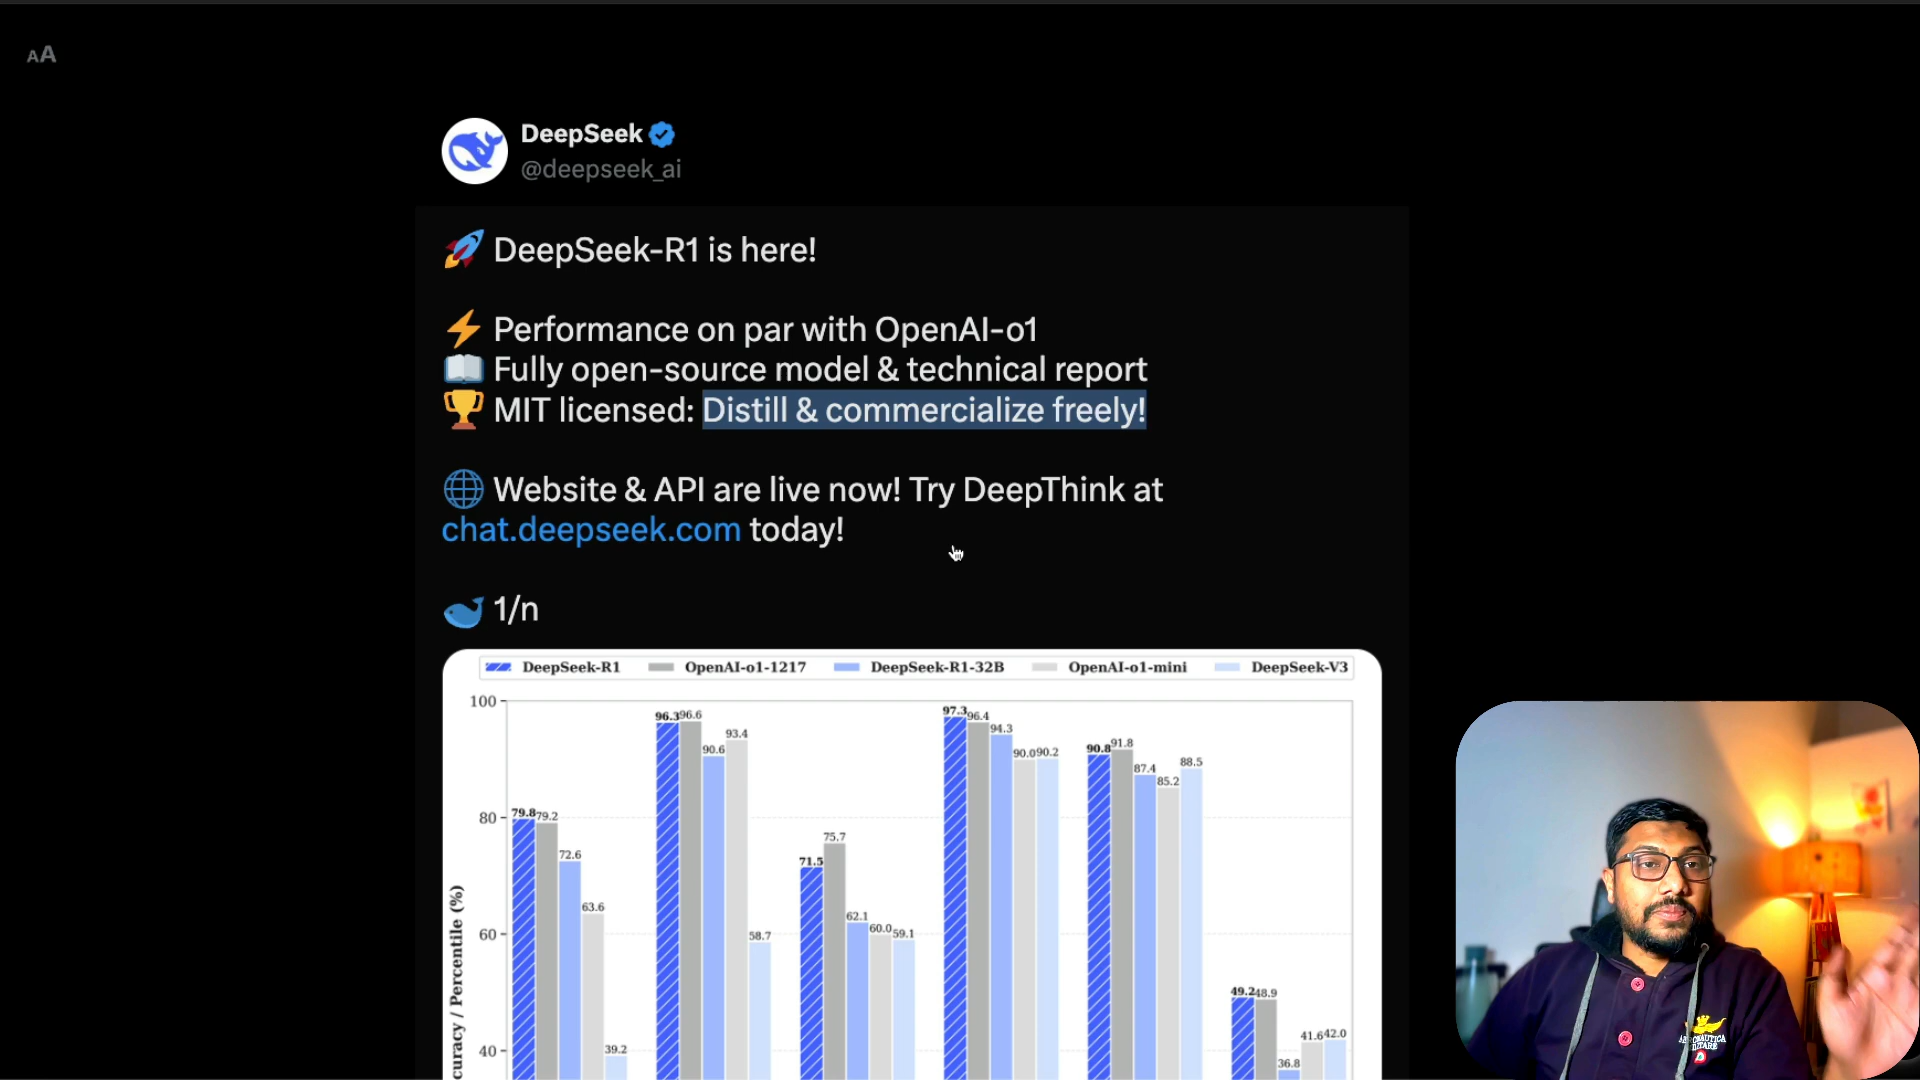 AA
DeepSeek
@deepseek_ai
🚀 DeepSeek-R1 is here!
⚡ Performance on par with OpenAI-o1
📖 Fully open-source model & technical report
🏆 MIT licensed: Distill & commercialize freely!
🌐 Website & API are live now! Try DeepThink at
chat.deepseek.com today!
🐋 1/n
DeepSeek-R1 OpenAI-o1-1217 DeepSeek-R1-32B OpenAI-o1-mini DeepSeek-V3
100
80
60
40
79.8 79.2 72.6 63.6 39.2
96.3 96.6 90.6 93.4 58.7
71.5 75.7 62.1 60.0 59.1
97.3 96.4 94.3 90.0 90.2
90.8 91.8 87.4 85.2 88.5
49.2 48.9 36.8 41.6 42.0
curacy / Percentile (%)